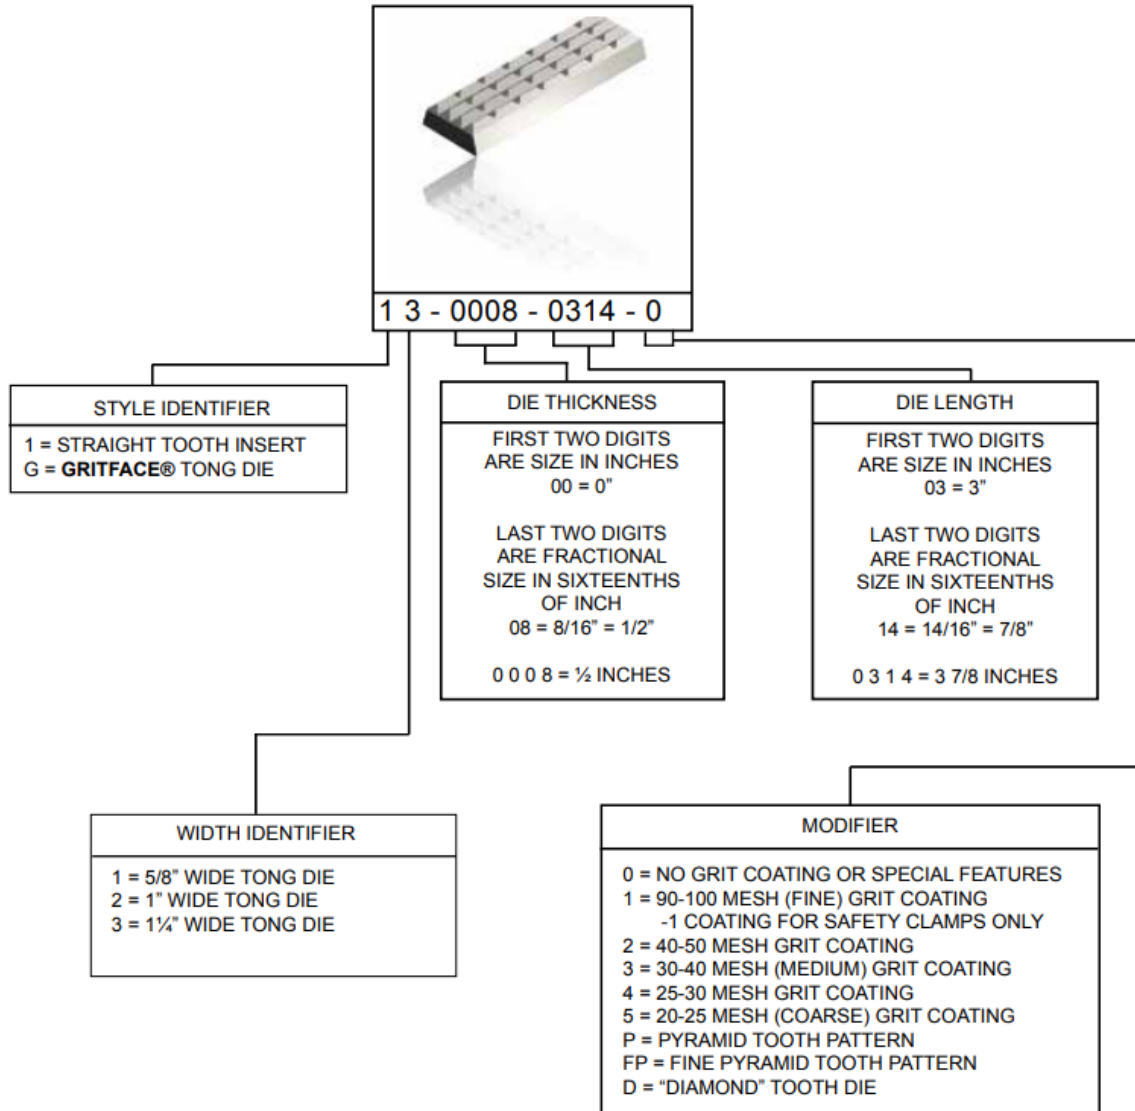 1 3 - 0008 - 0314 - 0
STYLE IDENTIFIER
1 = STRAIGHT TOOTH INSERT
G = GRITFACE® TONG DIE
DIE THICKNESS
FIRST TWO DIGITS
ARE SIZE IN INCHES
00 = 0”
LAST TWO DIGITS
ARE FRACTIONAL
SIZE IN SIXTEENTHS
OF INCH
08 = 8/16” = 1/2”
0 0 0 8 = ½ INCHES
DIE LENGTH
FIRST TWO DIGITS
ARE SIZE IN INCHES
03 = 3”
LAST TWO DIGITS
ARE FRACTIONAL
SIZE IN SIXTEENTHS
OF INCH
14 = 14/16” = 7/8”
0 3 1 4 = 3 7/8 INCHES
WIDTH IDENTIFIER
1 = 5/8” WIDE TONG DIE
2 = 1” WIDE TONG DIE
3 = 1¼” WIDE TONG DIE
MODIFIER
0 = NO GRIT COATING OR SPECIAL FEATURES
1 = 90-100 MESH (FINE) GRIT COATING
-1 COATING FOR SAFETY CLAMPS ONLY
2 = 40-50 MESH GRIT COATING
3 = 30-40 MESH (MEDIUM) GRIT COATING
4 = 25-30 MESH GRIT COATING
5 = 20-25 MESH (COARSE) GRIT COATING
P = PYRAMID TOOTH PATTERN
FP = FINE PYRAMID TOOTH PATTERN
D = “DIAMOND” TOOTH DIE